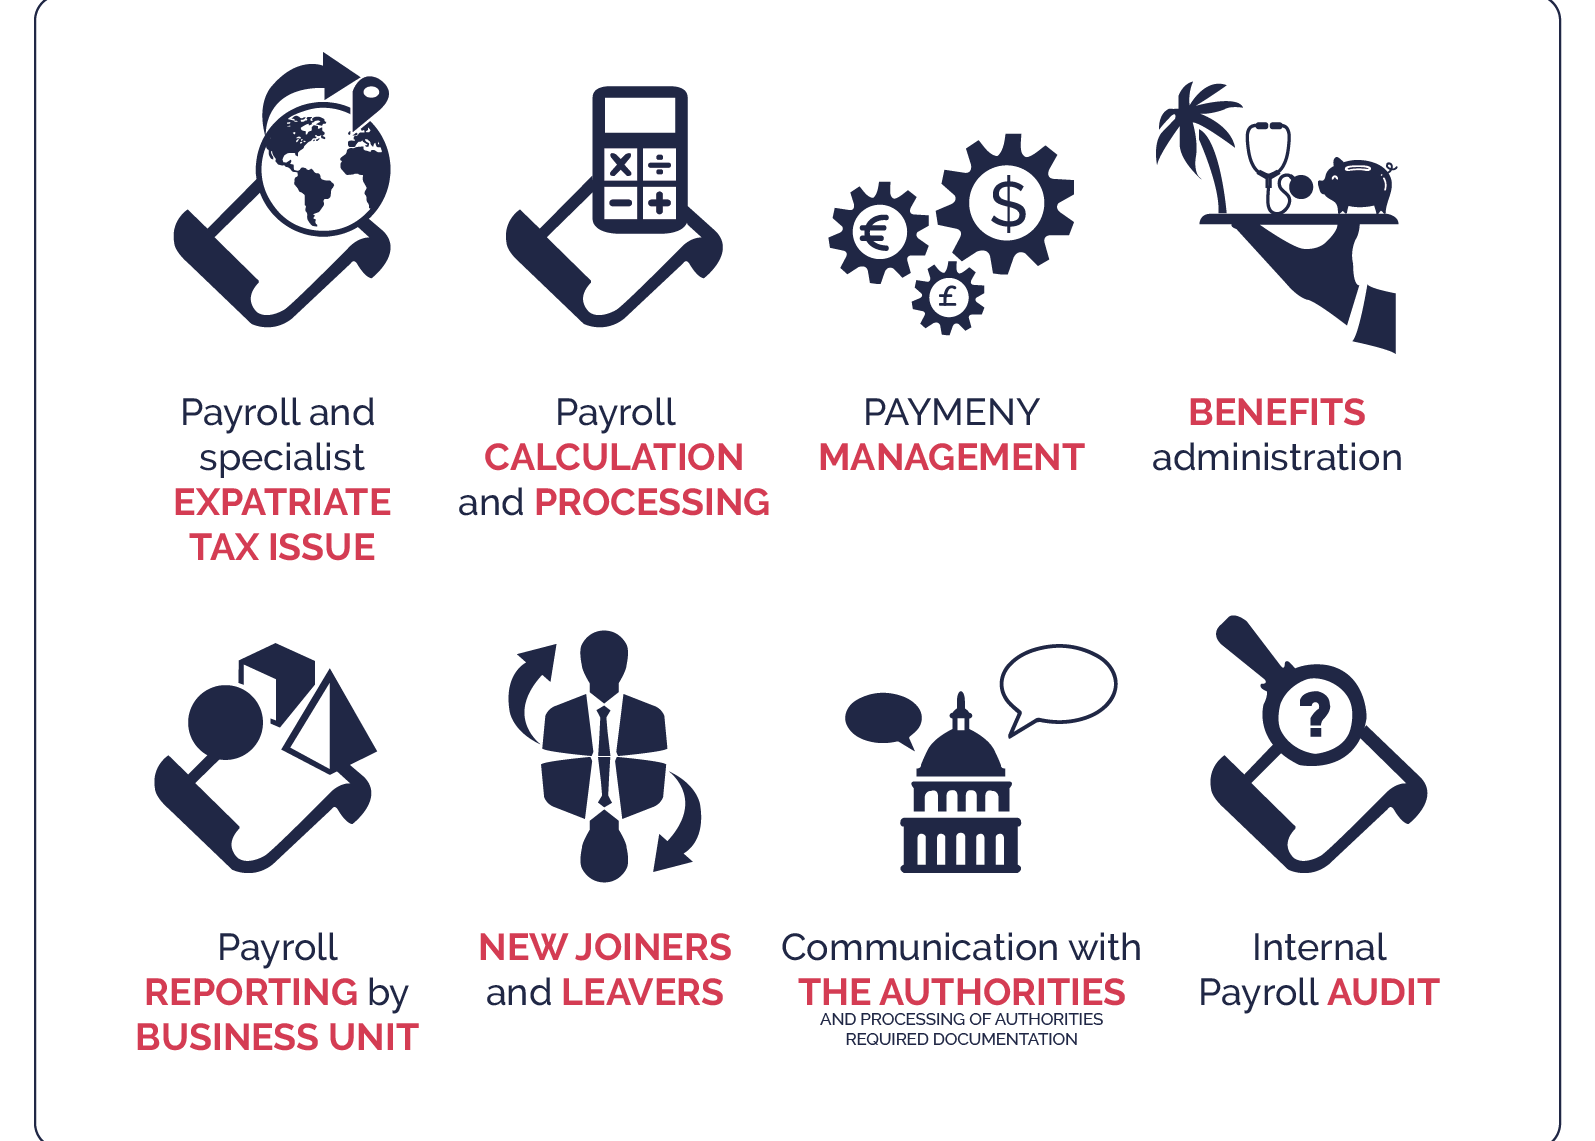 Payroll and
specialist
EXPATRIATE
TAX ISSUE
Payroll
CALCULATION
and PROCESSING
PAYMENY
MANAGEMENT
BENEFITS
administration
Payroll
REPORTING by
BUSINESS UNIT
NEW JOINERS
and LEAVERS
Communication with
THE AUTHORITIES
AND PROCESSING OF AUTHORITIES
REQUIRED DOCUMENTATION
Internal
Payroll AUDIT